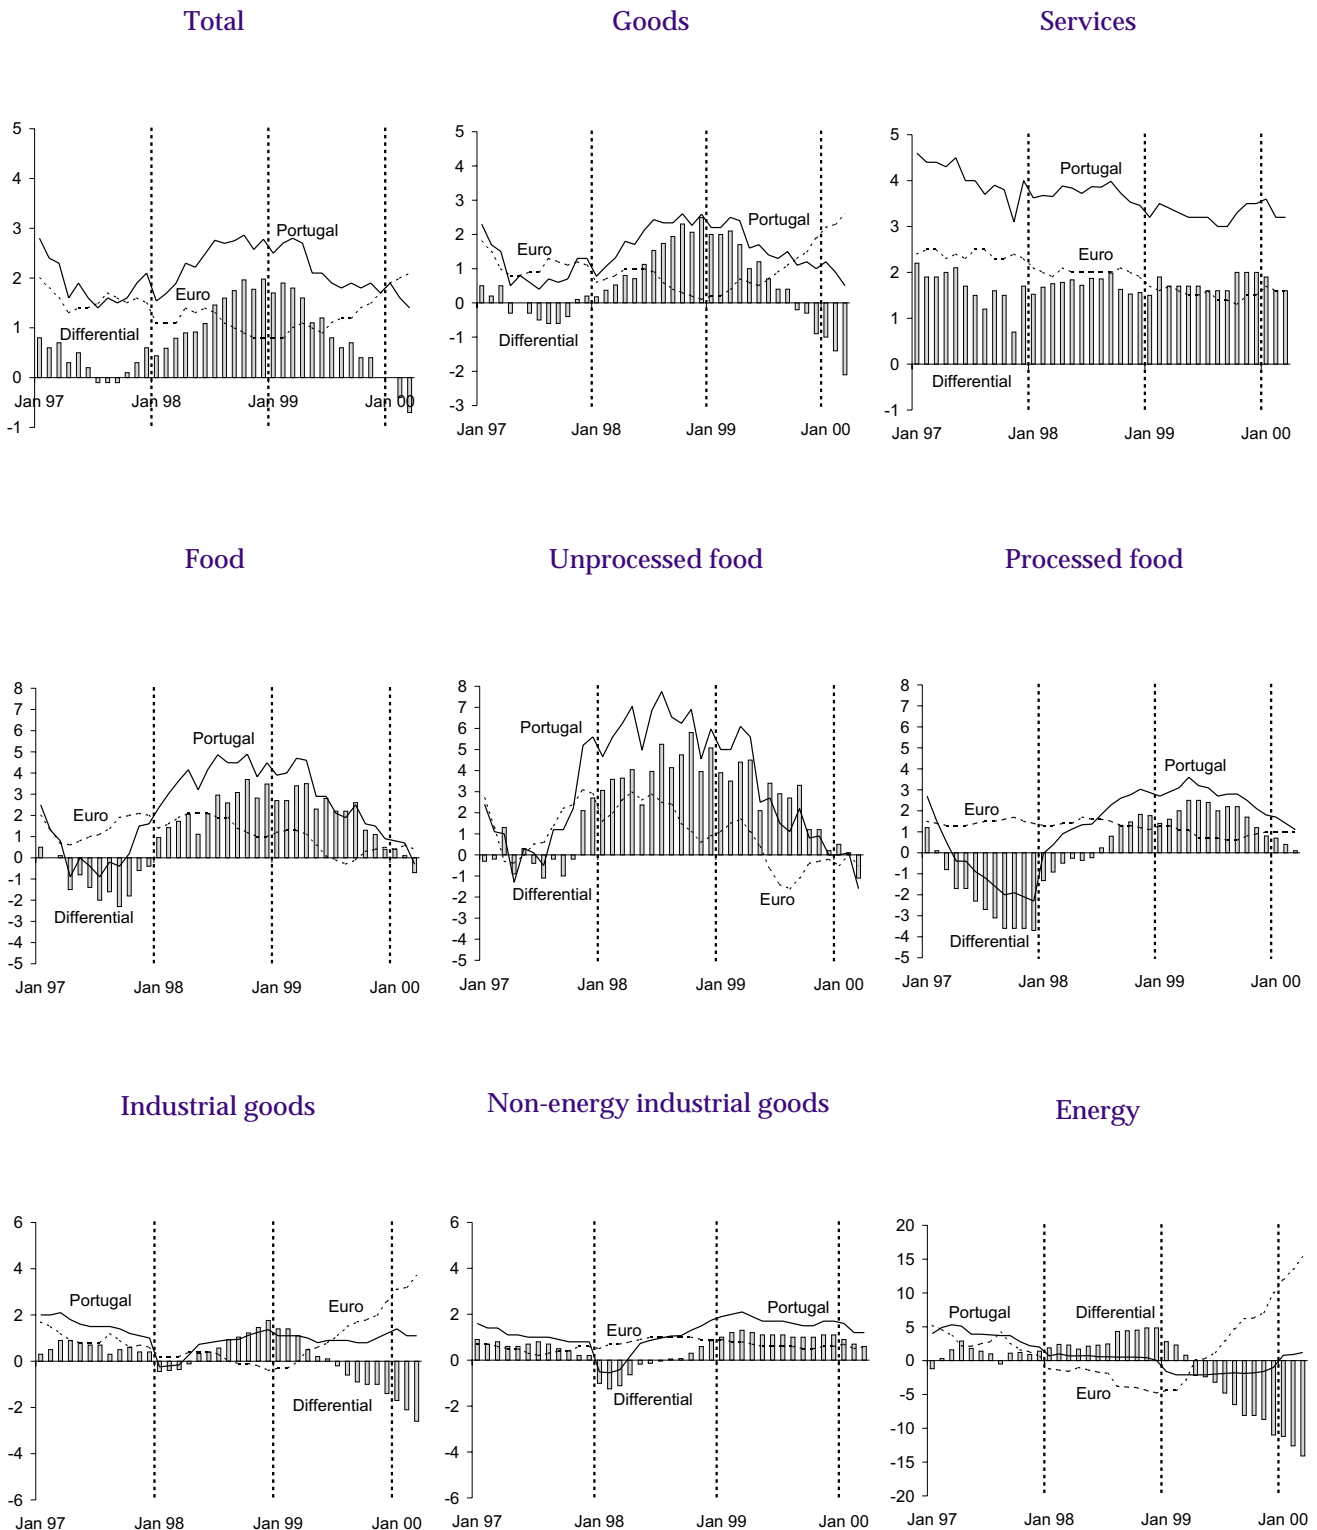 Total
Goods
Services
5
4
3
2
1
0
-1
Portugal
Euro
Differential
Jan 97
Jan 98
Jan 99
Jan 00
5
4
3
2
1
0
-1
-2
-3
Portugal
Euro
Differential
Jan 97
Jan 98
Jan 99
Jan 00
5
4
3
2
1
0
-1
Portugal
Euro
Differential
Jan 97
Jan 98
Jan 99
Jan 00
Food
Unprocessed food
Processed food
8
7
6
5
4
3
2
1
0
-1
-2
-3
-4
-5
Portugal
Euro
Differential
Jan 97
Jan 98
Jan 99
Jan 00
8
7
6
5
4
3
2
1
0
-1
-2
-3
-4
-5
Portugal
Differential
Euro
Jan 97
Jan 98
Jan 99
Jan 00
8
7
6
5
4
3
2
1
0
-1
-2
-3
-4
-5
Portugal
Euro
Differential
Jan 97
Jan 98
Jan 99
Jan 00
Industrial goods
Non-energy industrial goods
Energy
6
4
2
0
-2
-4
-6
Portugal
Euro
Differential
Jan 97
Jan 98
Jan 99
Jan 00
6
4
2
0
-2
-4
-6
Portugal
Euro
Differential
Jan 97
Jan 98
Jan 99
Jan 00
20
15
10
5
0
-5
-10
-15
-20
Portugal
Differential
Euro
Jan 97
Jan 98
Jan 99
Jan 00